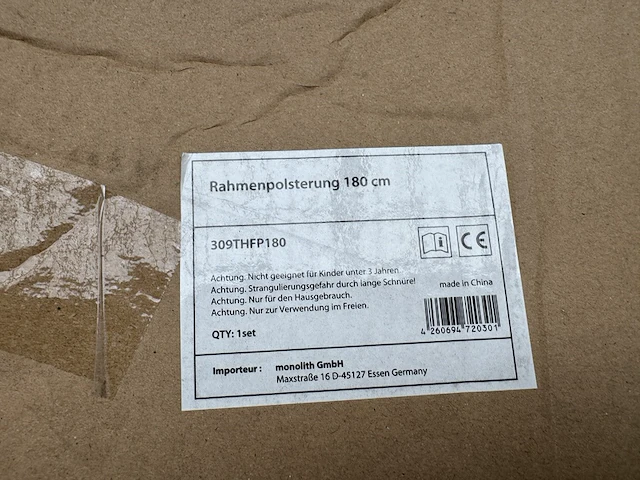 Rahmenpolsterung 180 cm
309THFP180
CE
Achtung. Nicht geeignet für Kinder unter 3 Jahren
Achtung. Strangulierungsgefahr durch lange Schnüre!
Achtung. Nur für den Hausgebrauch.
Achtung. Nur zur Verwendung im Freien.
made in China
4 260694 720301
QTY: 1set
Importeur : monolith GmbH
Maxstraße 16 D-45127 Essen Germany